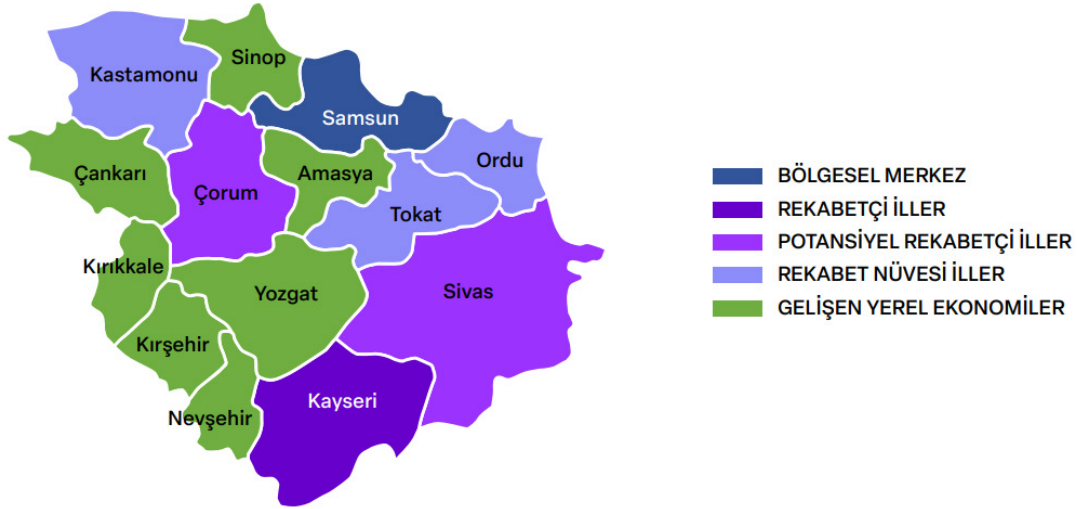 Sinop
Kastamonu
Samsun
Ordu
Çankarı
Amasya
Çorum
Tokat
Kırıkkale
Yozgat
Sivas
Kırşehir
Kayseri
Nevşehir
BÖLGESEL MERKEZ
REKABETÇİ İLLER
POTANSİYEL REKABETÇİ İLLER
REKABET NÜVESİ İLLER
GELİŞEN YEREL EKONOMİLER